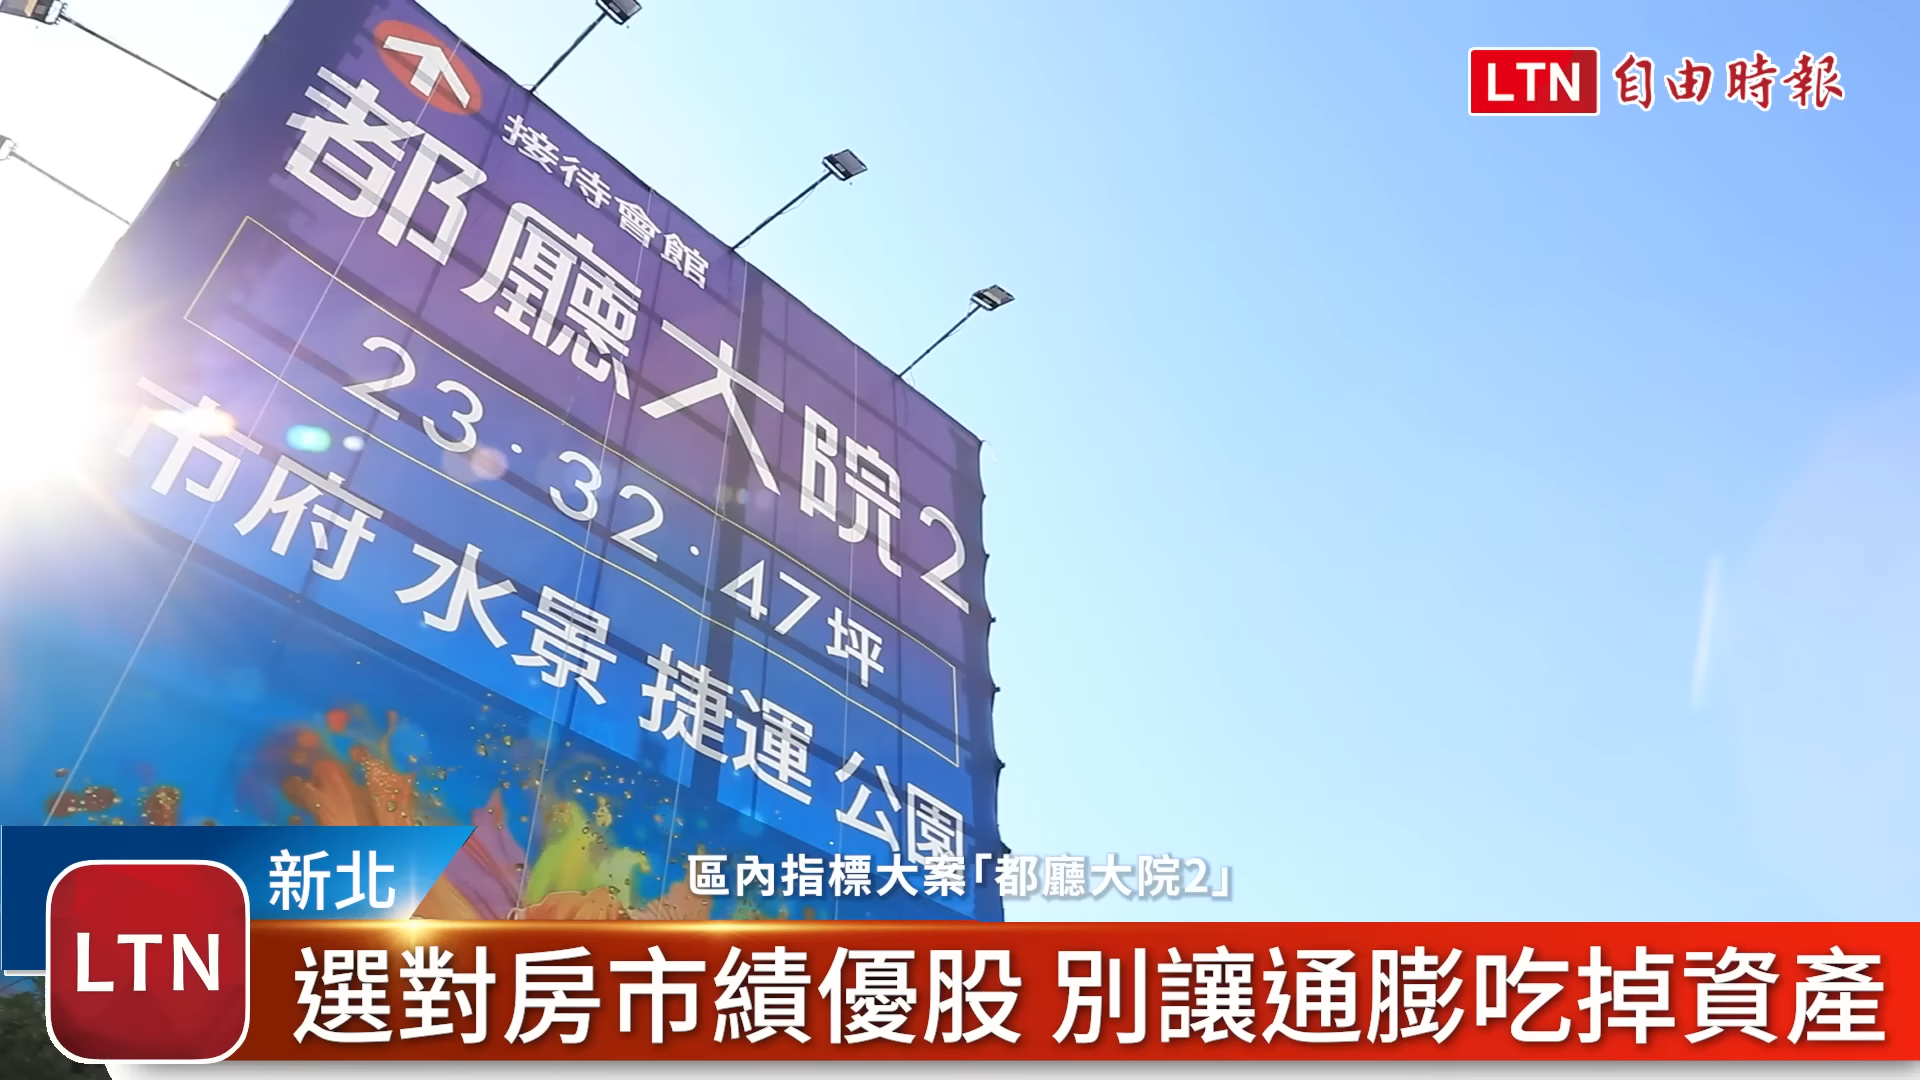 LTN 自由時報
接待會館
都廳大院2
23·32·47坪
市府 水景 捷運 公園
新北
區內指標大案「都廳大院2」
LTN
選對房市績優股 別讓通膨吃掉資產